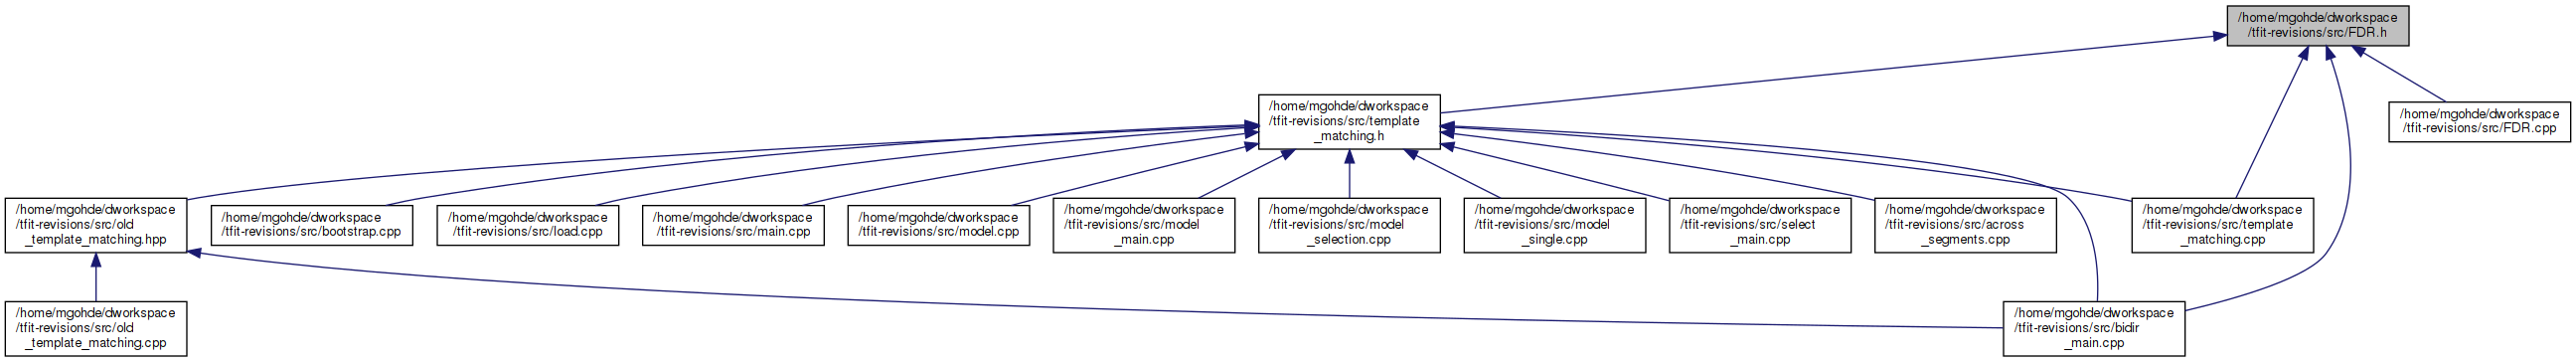 /home/mgohde/dworkspace
/tfit-revisions/src/FDR.h
/home/mgohde/dworkspace
/tfit-revisions/src/template
_matching.h
/home/mgohde/dworkspace
/tfit-revisions/src/FDR.cpp
/home/mgohde/dworkspace
/tfit-revisions/src/old
_template_matching.hpp
/home/mgohde/dworkspace
/tfit-revisions/src/bootstrap.cpp
/home/mgohde/dworkspace
/tfit-revisions/src/load.cpp
/home/mgohde/dworkspace
/tfit-revisions/src/main.cpp
/home/mgohde/dworkspace
/tfit-revisions/src/model.cpp
/home/mgohde/dworkspace
/tfit-revisions/src/model
_main.cpp
/home/mgohde/dworkspace
/tfit-revisions/src/model
_selection.cpp
/home/mgohde/dworkspace
/tfit-revisions/src/model
_single.cpp
/home/mgohde/dworkspace
/tfit-revisions/src/select
_main.cpp
/home/mgohde/dworkspace
/tfit-revisions/src/across
_segments.cpp
/home/mgohde/dworkspace
/tfit-revisions/src/template
_matching.cpp
/home/mgohde/dworkspace
/tfit-revisions/src/old
_template_matching.cpp
/home/mgohde/dworkspace
/tfit-revisions/src/bidir
_main.cpp